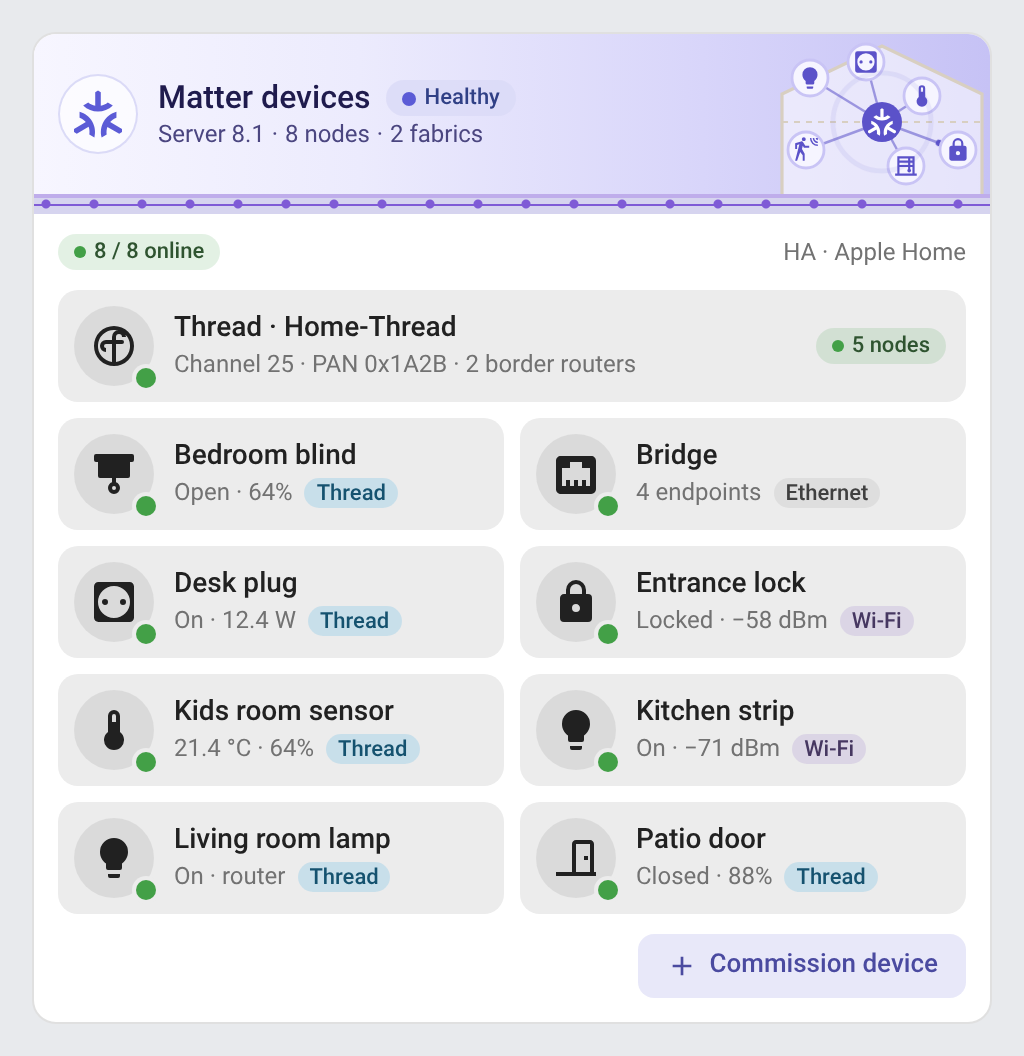 Matter devices
Healthy
Server 8.1 · 8 nodes · 2 fabrics
8 / 8 online
HA · Apple Home
Thread · Home-Thread
Channel 25 · PAN 0x1A2B · 2 border routers
5 nodes
Bedroom blind
Open · 64% Thread
Bridge
4 endpoints Ethernet
Desk plug
On · 12.4 W Thread
Entrance lock
Locked · −58 dBm Wi-Fi
Kids room sensor
21.4 °C · 64% Thread
Kitchen strip
On · −71 dBm Wi-Fi
Living room lamp
On · router Thread
Patio door
Closed · 88% Thread
+ Commission device